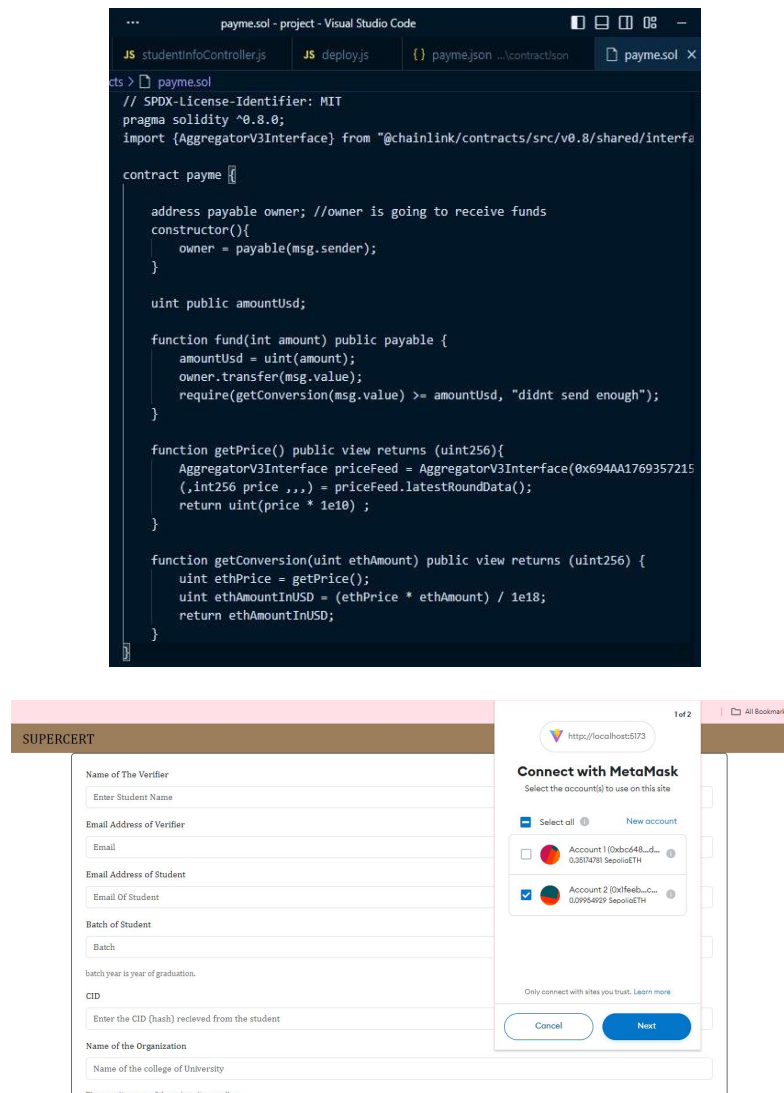 payme.sol - project - Visual Studio Code
JS studentInfoController.js JS deploy.js {} payme.json ...\contractJson payme.sol
cts > payme.sol
// SPDX-License-Identifier: MIT
pragma solidity ^0.8.0;
import {AggregatorV3Interface} from "@chainlink/contracts/src/v0.8/shared/interfa
contract payme {
address payable owner; //owner is going to receive funds
constructor(){
owner = payable(msg.sender);
}
uint public amountUsd;
function fund(int amount) public payable {
amountUsd = uint(amount);
owner.transfer(msg.value);
require(getConversion(msg.value) >= amountUsd, "didnt send enough");
}
function getPrice() public view returns (uint256){
AggregatorV3Interface priceFeed = AggregatorV3Interface(0x694AA1769357215
(,int256 price ,,,) = priceFeed.latestRoundData();
return uint(price * 1e10) ;
}
function getConversion(uint ethAmount) public view returns (uint256) {
uint ethPrice = getPrice();
uint ethAmountInUSD = (ethPrice * ethAmount) / 1e18;
return ethAmountInUSD;
}
}
1 of 2
All Bookmark
SUPERCERT
http://localhost:5173
Connect with MetaMask
Select the account(s) to use on this site
Select all New account
Account 1 (0xbc648...d...
0.35174781 SepoliaETH
Account 2 (0x1feeb...c...
0.09954929 SepoliaETH
Only connect with sites you trust. Learn more
Cancel Next
Name of The Verifier
Enter Student Name
Email Address of Verifier
Email
Email Address of Student
Email Of Student
Batch of Student
Batch
batch year is year of graduation.
CID
Enter the CID (hash) recieved from the student
Name of the Organization
Name of the college of University